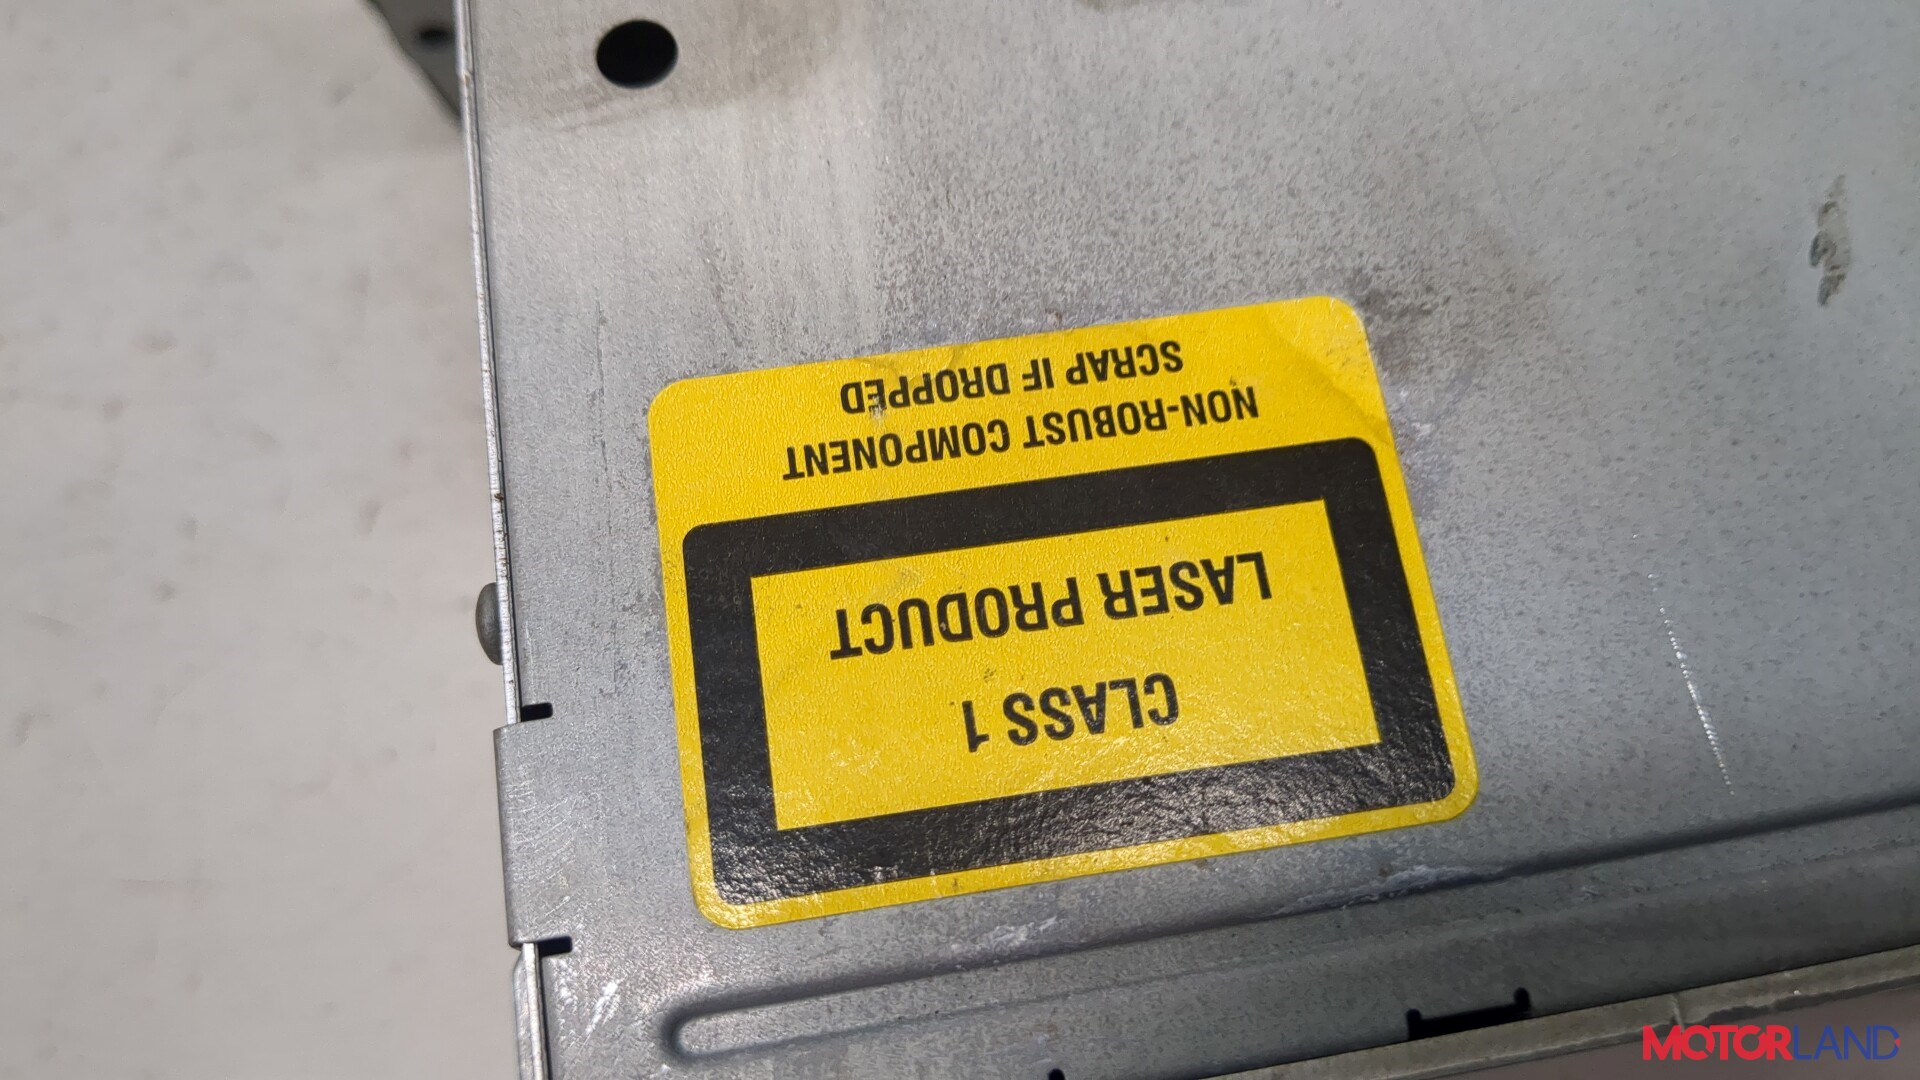 CLASS 1
LASER PRODUCT
NON-ROBUST COMPONENT
SCRAP IF DROPPED
MOTORLAND